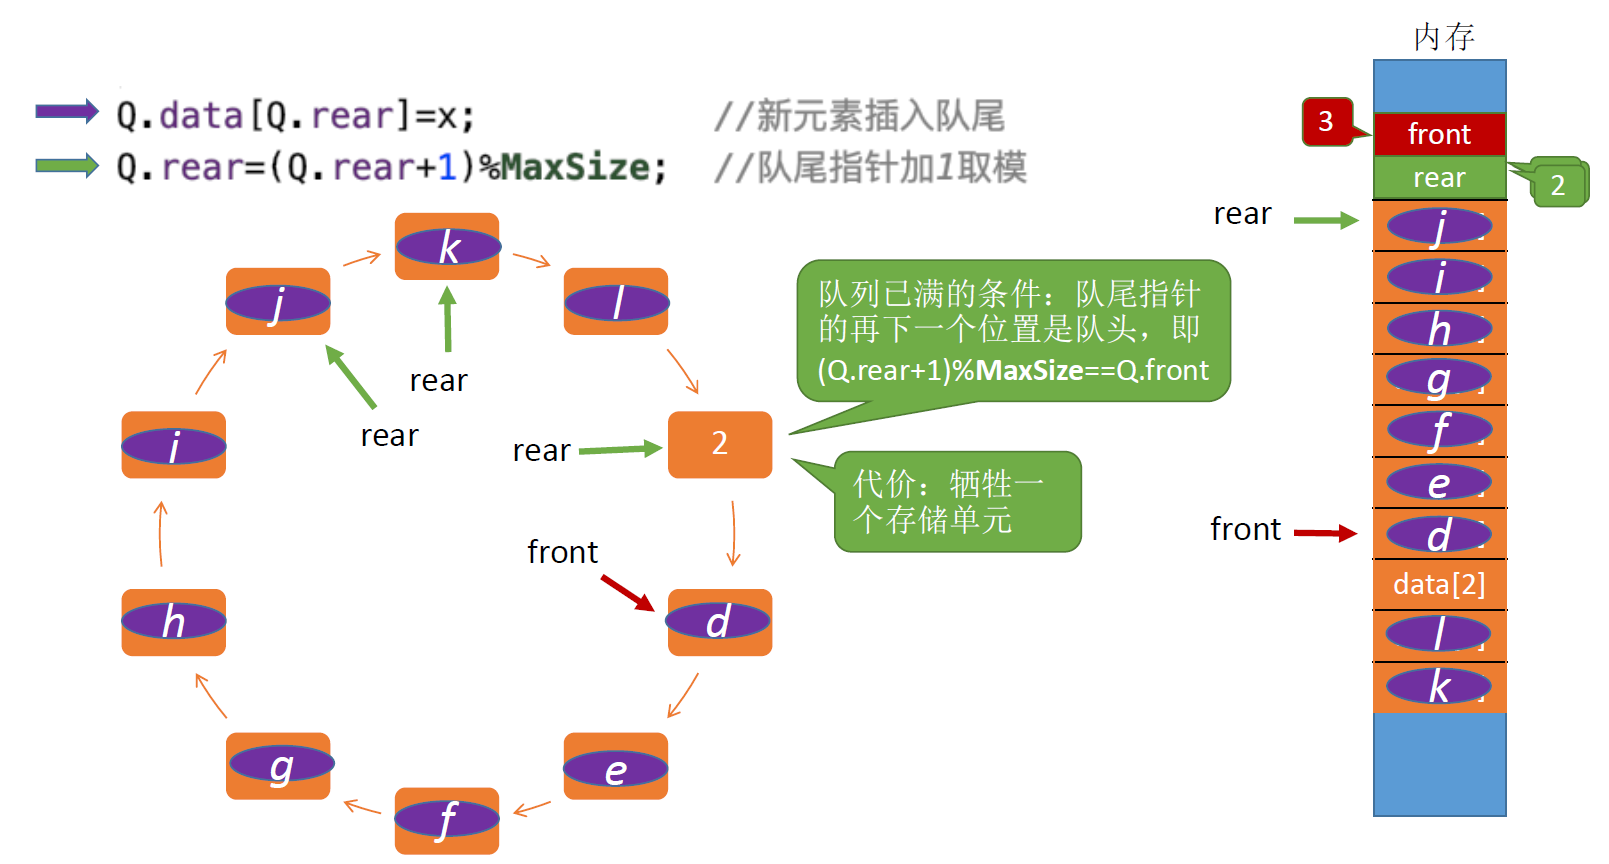 内存
Q.data[Q.rear]=x; //新元素插入队尾
Q.rear=(Q.rear+1)%MaxSize; //队尾指针加1取模
3
front
rear
2
rear
k
j
l
rear
rear
i
rear
2
队列已满的条件：队尾指针
的再下一个位置是队头，即
(Q.rear+1)%MaxSize==Q.front
代价：牺牲一
个存储单元
front
h
d
g
e
f
j
i
h
g
f
e
front
d
data[2]
l
k